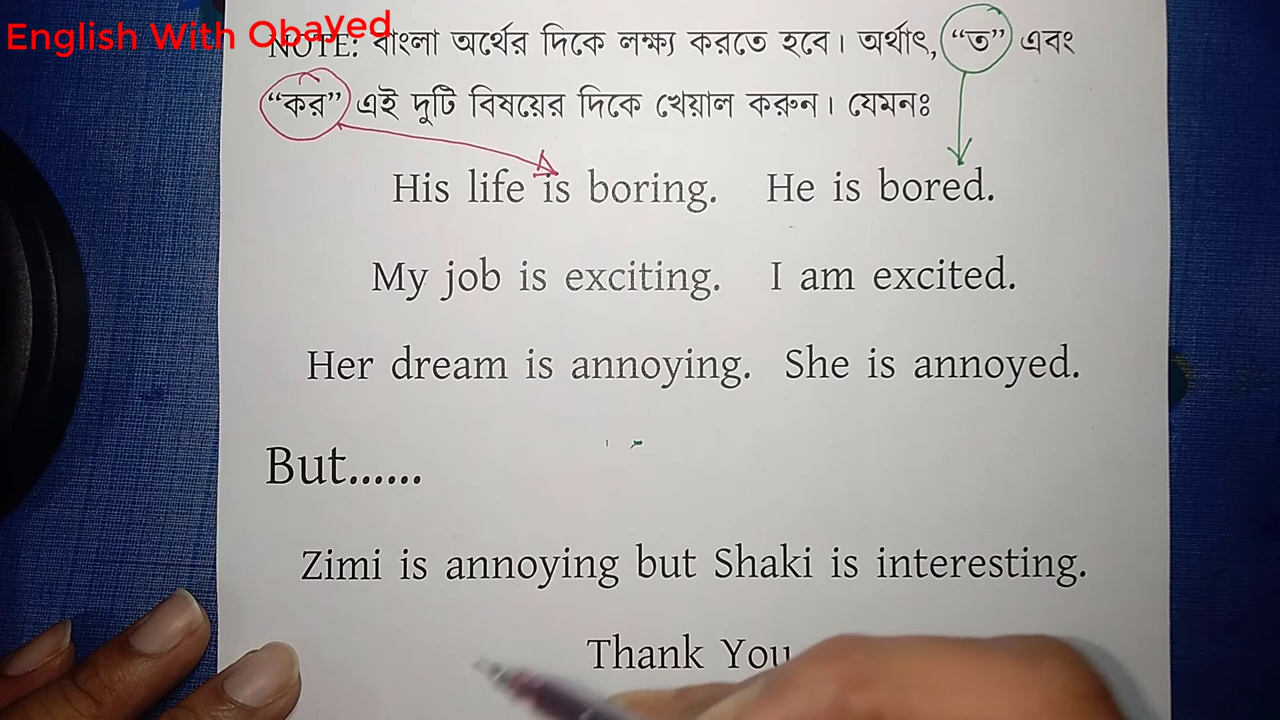 English With Obayed
NOTE: বাংলা অর্থের দিকে লক্ষ্য করতে হবে। অর্থাৎ, “ত” এবং
“কর” এই দুটি বিষয়ের দিকে খেয়াল করুন। যেমনঃ
His life is boring. He is bored.
My job is exciting. I am excited.
Her dream is annoying. She is annoyed.
But......
Zimi is annoying but Shaki is interesting.
Thank You